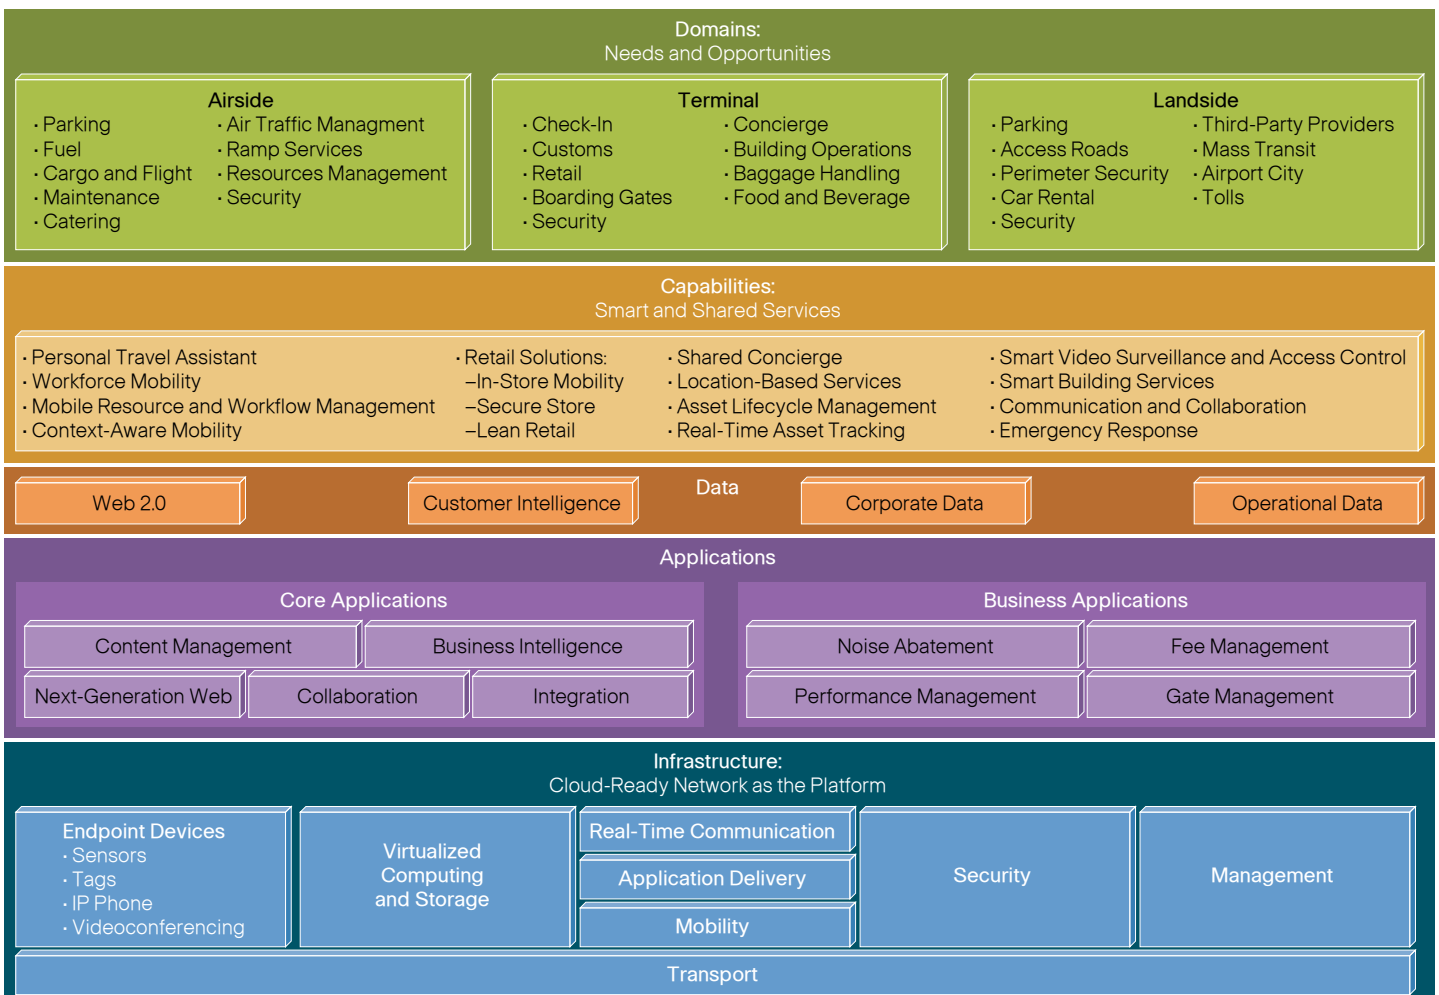 Domains:
Needs and Opportunities
Airside
· Parking
· Fuel
· Cargo and Flight
· Maintenance
· Catering
· Air Traffic Managment
· Ramp Services
· Resources Management
· Security
Terminal
· Check-In
· Customs
· Retail
· Boarding Gates
· Security
· Concierge
· Building Operations
· Baggage Handling
· Food and Beverage
Landside
· Parking
· Access Roads
· Perimeter Security
· Car Rental
· Security
· Third-Party Providers
· Mass Transit
· Airport City
· Tolls
Capabilities:
Smart and Shared Services
· Personal Travel Assistant
· Workforce Mobility
· Mobile Resource and Workflow Management
· Context-Aware Mobility
· Retail Solutions:
–In-Store Mobility
–Secure Store
–Lean Retail
· Shared Concierge
· Location-Based Services
· Asset Lifecycle Management
· Real-Time Asset Tracking
· Smart Video Surveillance and Access Control
· Smart Building Services
· Communication and Collaboration
· Emergency Response
Data
Web 2.0
Customer Intelligence
Corporate Data
Operational Data
Applications
Core Applications
Content Management
Business Intelligence
Next-Generation Web
Collaboration
Integration
Business Applications
Noise Abatement
Fee Management
Performance Management
Gate Management
Infrastructure:
Cloud-Ready Network as the Platform
Endpoint Devices
· Sensors
· Tags
· IP Phone
· Videoconferencing
Virtualized
Computing
and Storage
Real-Time Communication
Application Delivery
Mobility
Security
Management
Transport